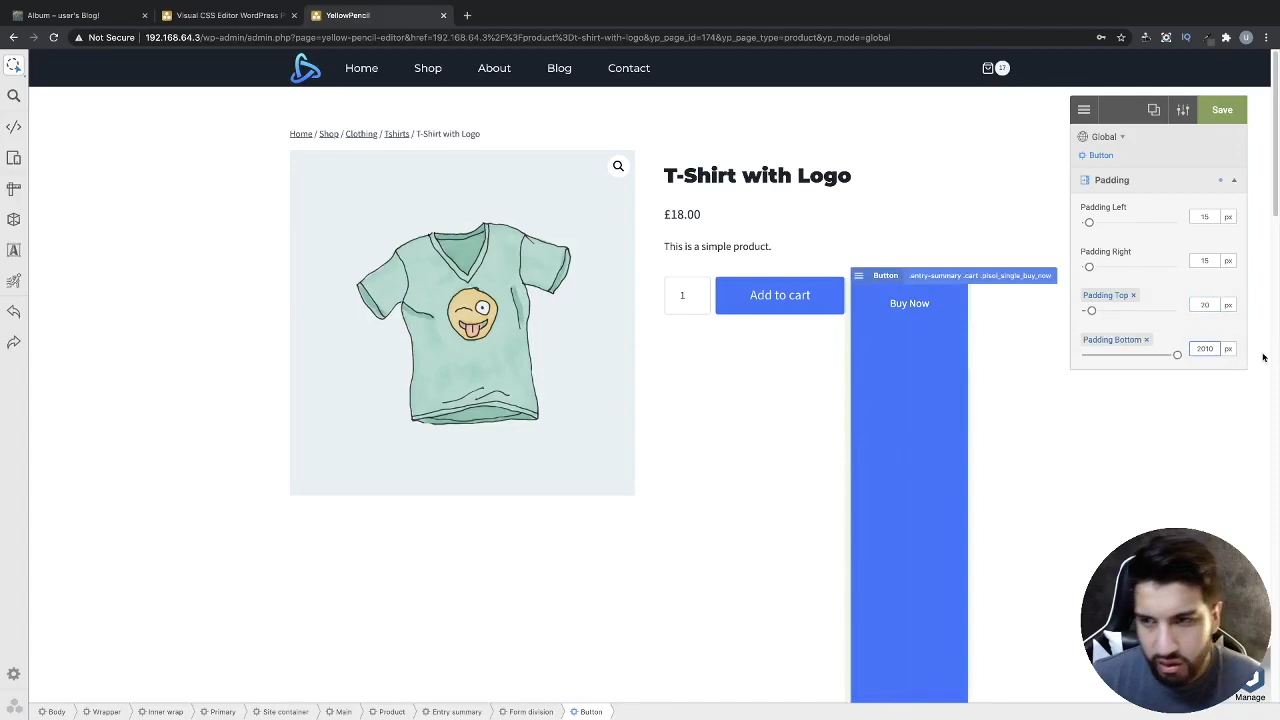 Album – user's Blog!
Visual CSS Editor WordPress P
YellowPencil
Not Secure
192.168.64.3/wp-admin/admin.php?page=yellow-pencil-editor&href=192.168.64.3%2F%3Fproduct%3Dt-shirt-with-logo&yp_page_id=174&yp_page_type=product&yp_mode=global
U
Home
Shop
About
Blog
Contact
17
Save
Home / Shop / Clothing / Tshirts / T-Shirt with Logo
Global
Button
Padding
T-Shirt with Logo
Padding Left
15 px
£18.00
This is a simple product.
Padding Right
15 px
Button
.entry-summary .cart .pisol_single_buy_now
1
Add to cart
Buy Now
Padding Top ×
20 px
Padding Bottom ×
2010 px
Manage
Body
Wrapper
Inner wrap
Primary
Site container
Main
Product
Entry summary
Form division
Button